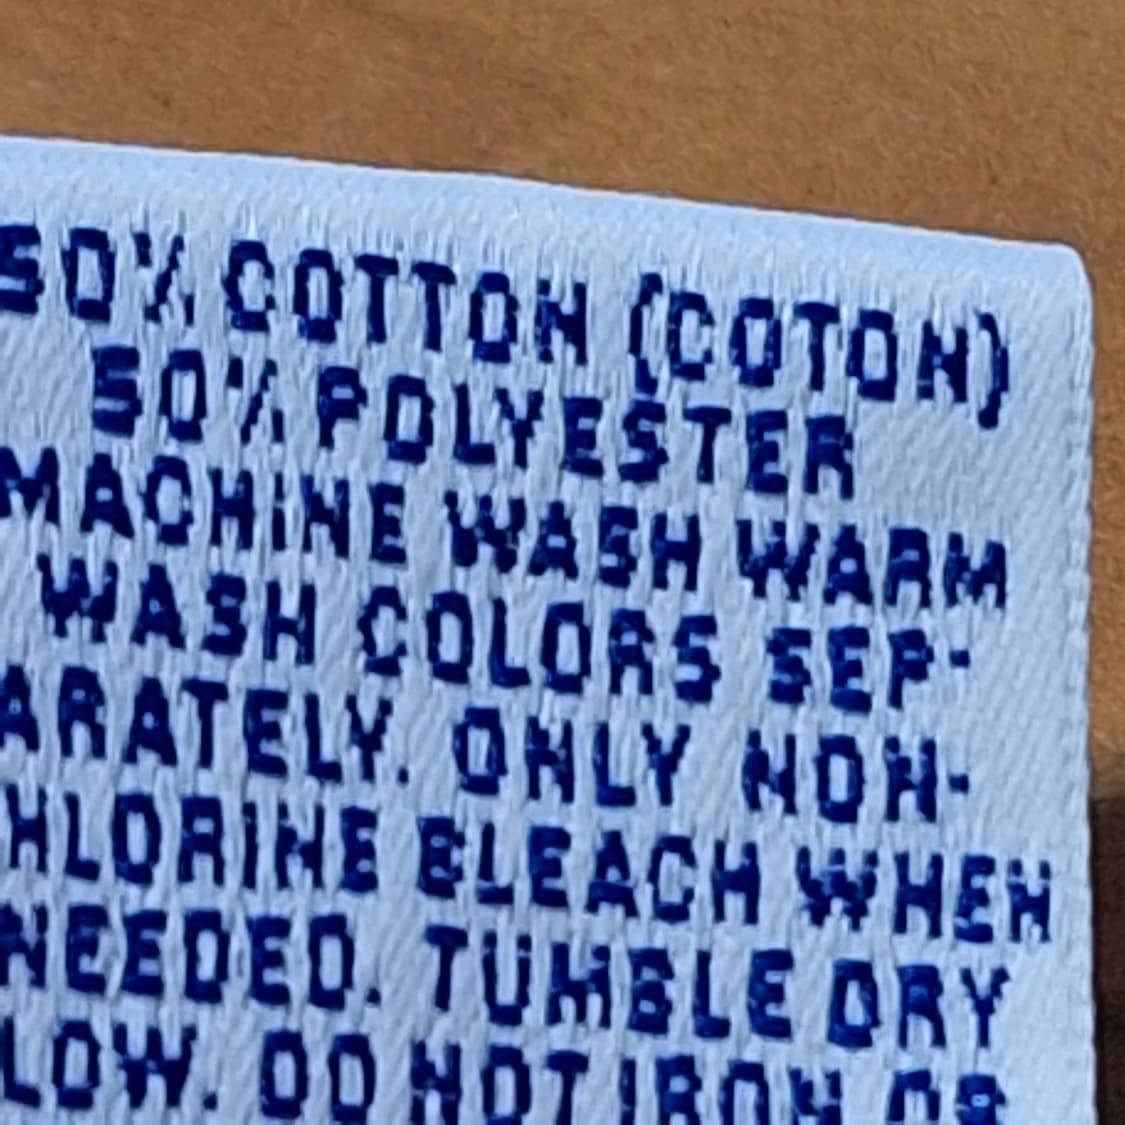 50% COTTON (COTON)
50% POLYESTER
MACHINE WASH WARM
WASH COLORS SEP-
ARATELY. ONLY NON-
HLORINE BLEACH WHEN
NEEDED. TUMBLE DRY
LOW. DO NOT IRON OR